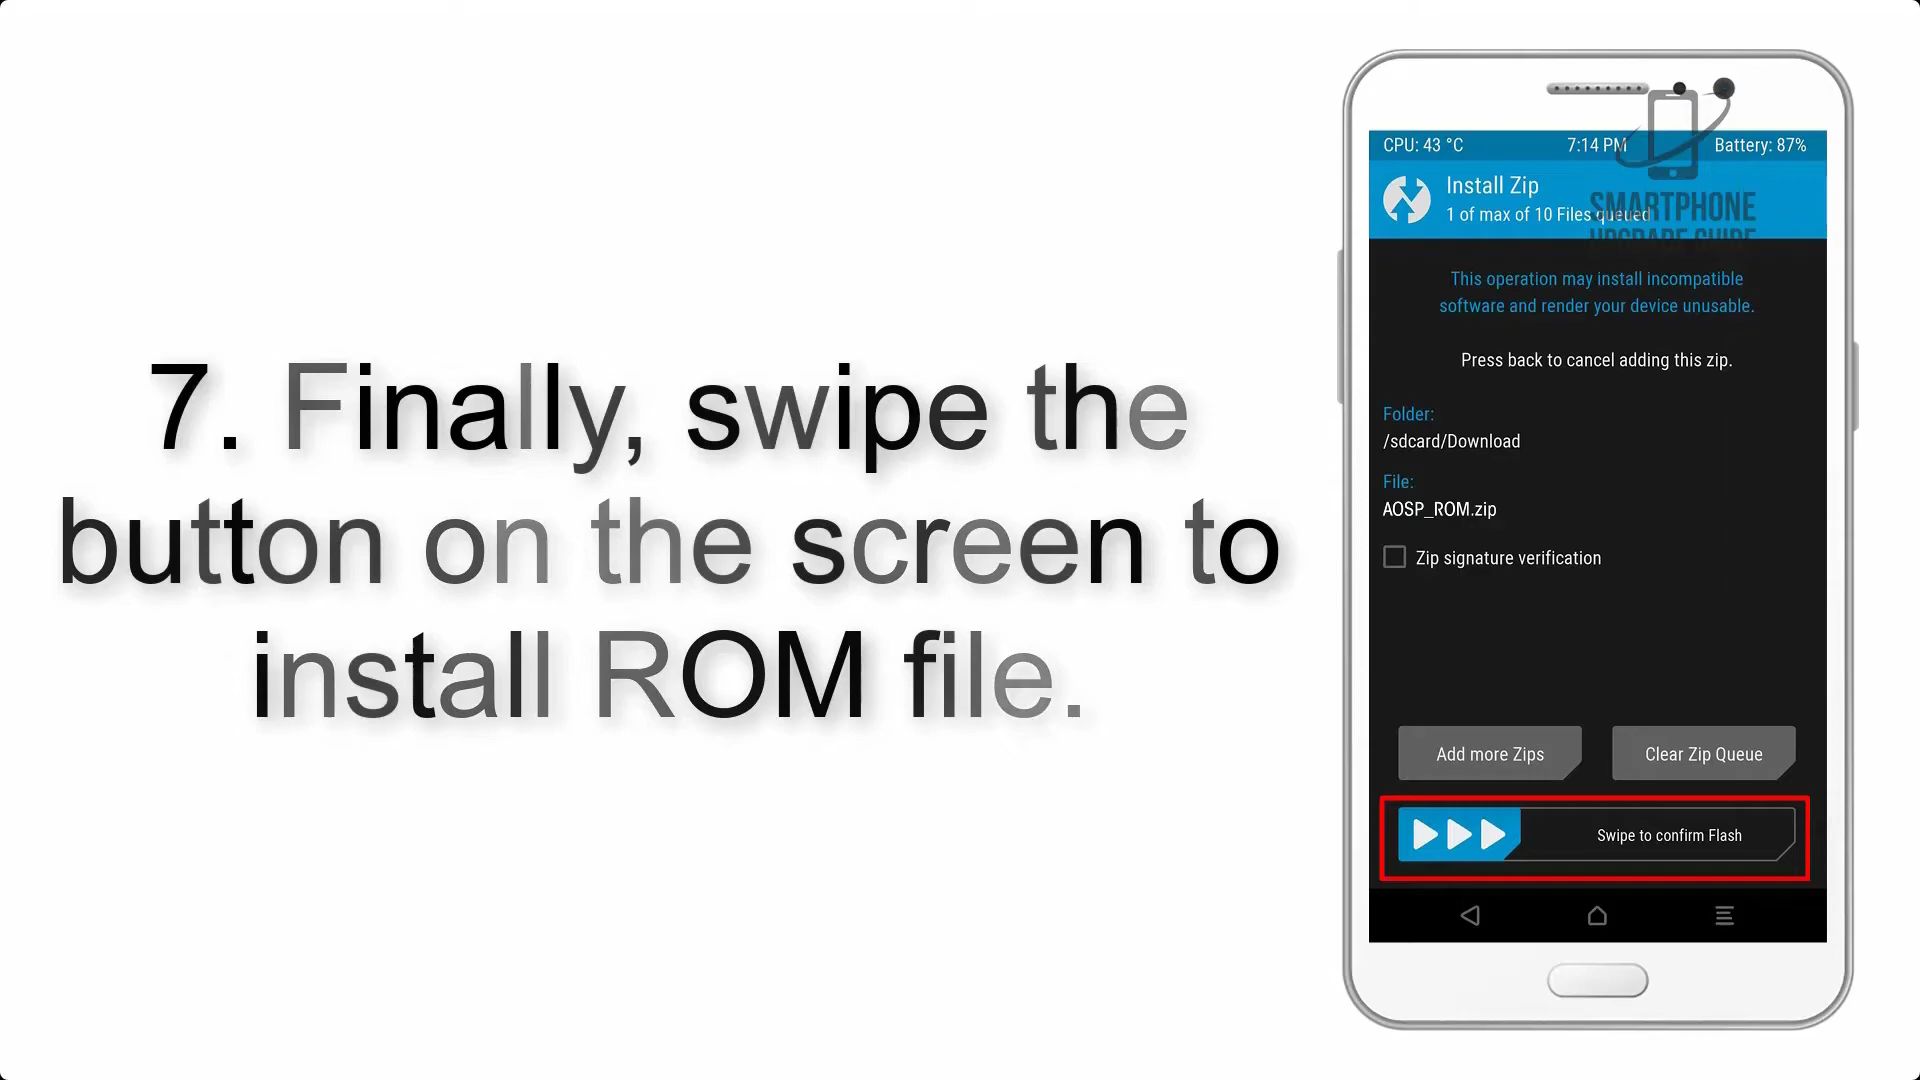 7. Finally, swipe the
button on the screen to
install ROM file.
CPU: 43 °C 7:14 PM Battery: 87%
Install Zip
1 of max of 10 Files queued
SMARTPHONE
UPGRADE GUIDE
This operation may install incompatible
software and render your device unusable.
Press back to cancel adding this zip.
Folder:
/sdcard/Download
File:
AOSP_ROM.zip
Zip signature verification
Add more Zips Clear Zip Queue
Swipe to confirm Flash